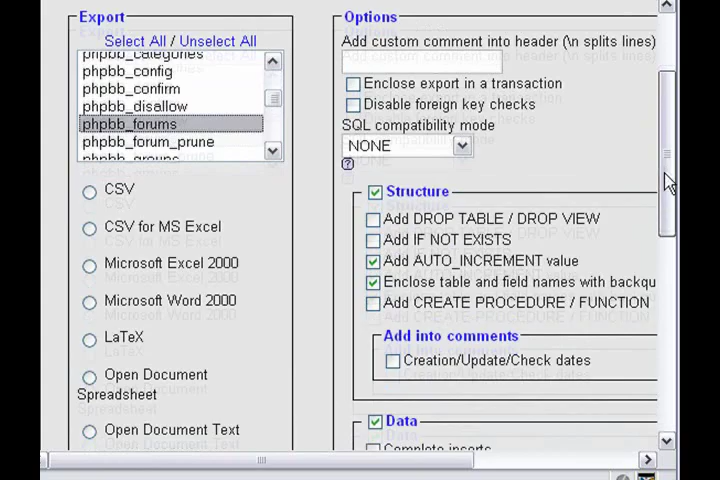 Export
Select All / Unselect All
phpbb_categories
phpbb_config
phpbb_confirm
phpbb_disallow
phpbb_forums
phpbb_forum_prune
phpbb_groups
CSV
CSV for MS Excel
Microsoft Excel 2000
Microsoft Word 2000
LaTeX
Open Document
Spreadsheet
Open Document Text
Options
Add custom comment into header (\n splits lines)
Enclose export in a transaction
Disable foreign key checks
SQL compatibility mode
NONE
?
Structure
Add DROP TABLE / DROP VIEW
Add IF NOT EXISTS
Add AUTO_INCREMENT value
Enclose table and field names with backqu
Add CREATE PROCEDURE / FUNCTION
Add into comments
Creation/Update/Check dates
Data
Complete inserts